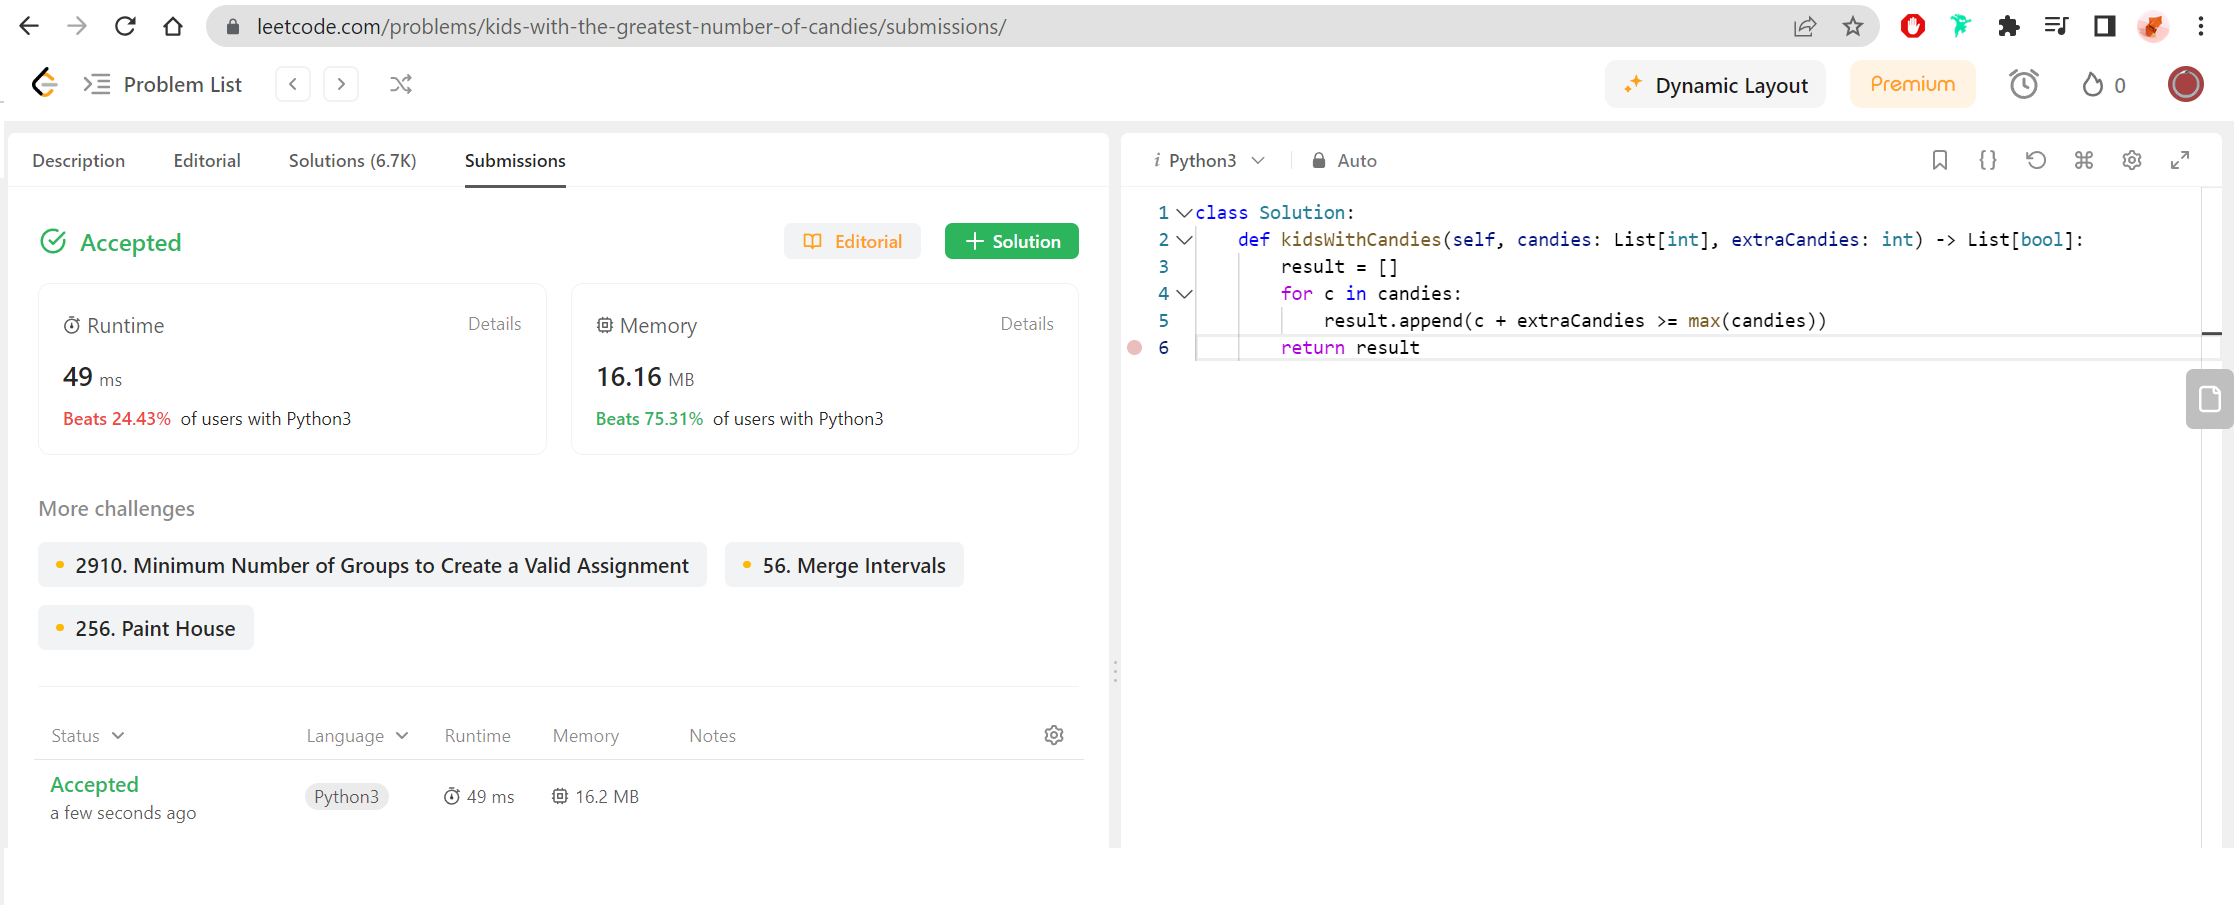 leetcode.com/problems/kids-with-the-greatest-number-of-candies/submissions/
Problem List
Dynamic Layout
Premium
0
Description Editorial Solutions (6.7K) Submissions
Accepted
Editorial
+ Solution
Runtime Details
49 ms
Beats 24.43% of users with Python3
Memory Details
16.16 MB
Beats 75.31% of users with Python3
More challenges
2910. Minimum Number of Groups to Create a Valid Assignment
56. Merge Intervals
256. Paint House
Status Language Runtime Memory Notes
Accepted Python3 49 ms 16.2 MB
a few seconds ago
i Python3 Auto
1 class Solution:
2     def kidsWithCandies(self, candies: List[int], extraCandies: int) -> List[bool]:
3         result = []
4         for c in candies:
5             result.append(c + extraCandies >= max(candies))
6         return result